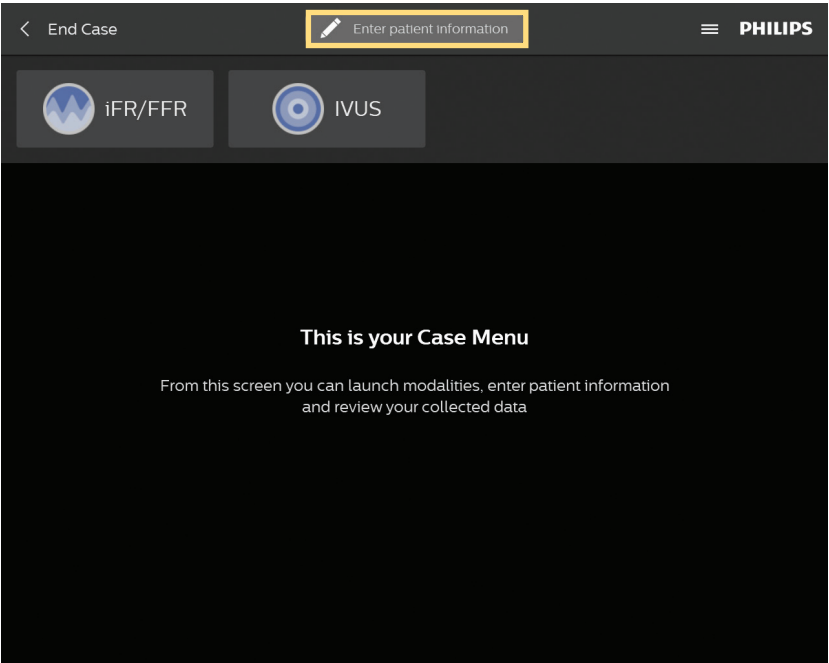 End Case
Enter patient information
PHILIPS
iFR/FFR
IVUS
This is your Case Menu
From this screen you can launch modalities, enter patient information
and review your collected data